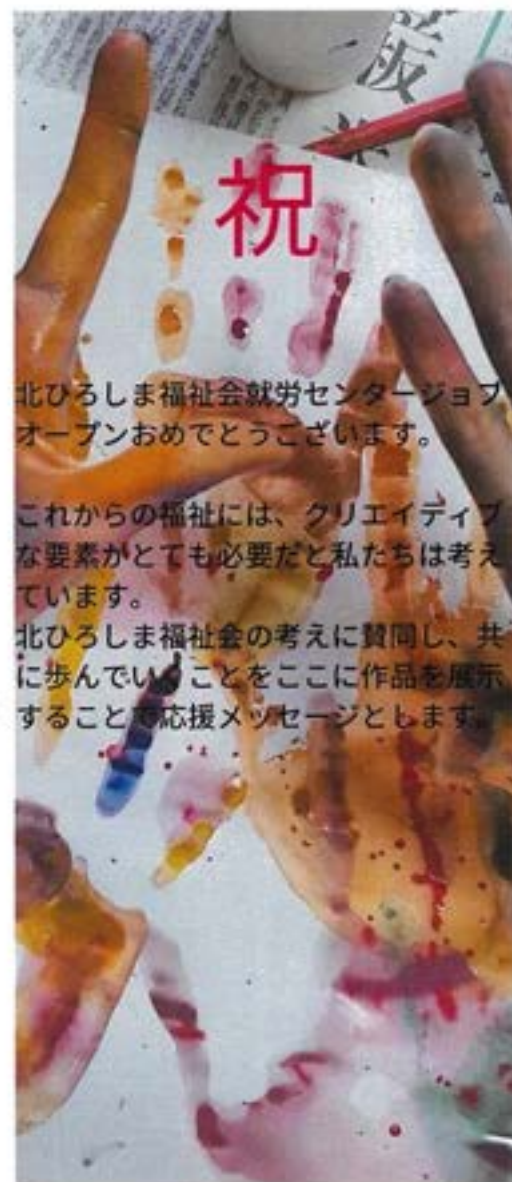 立版
祝
北ひろしま福祉会就労センタージョブ
オープンおめでとうございます。
これからの福祉には、クリエイティブ
な要素がとても必要だと私たちは考え
ています。
北ひろしま福祉会の考えに賛同し、共
に歩んでいくことをここに作品を展示
することで応援メッセージとします。